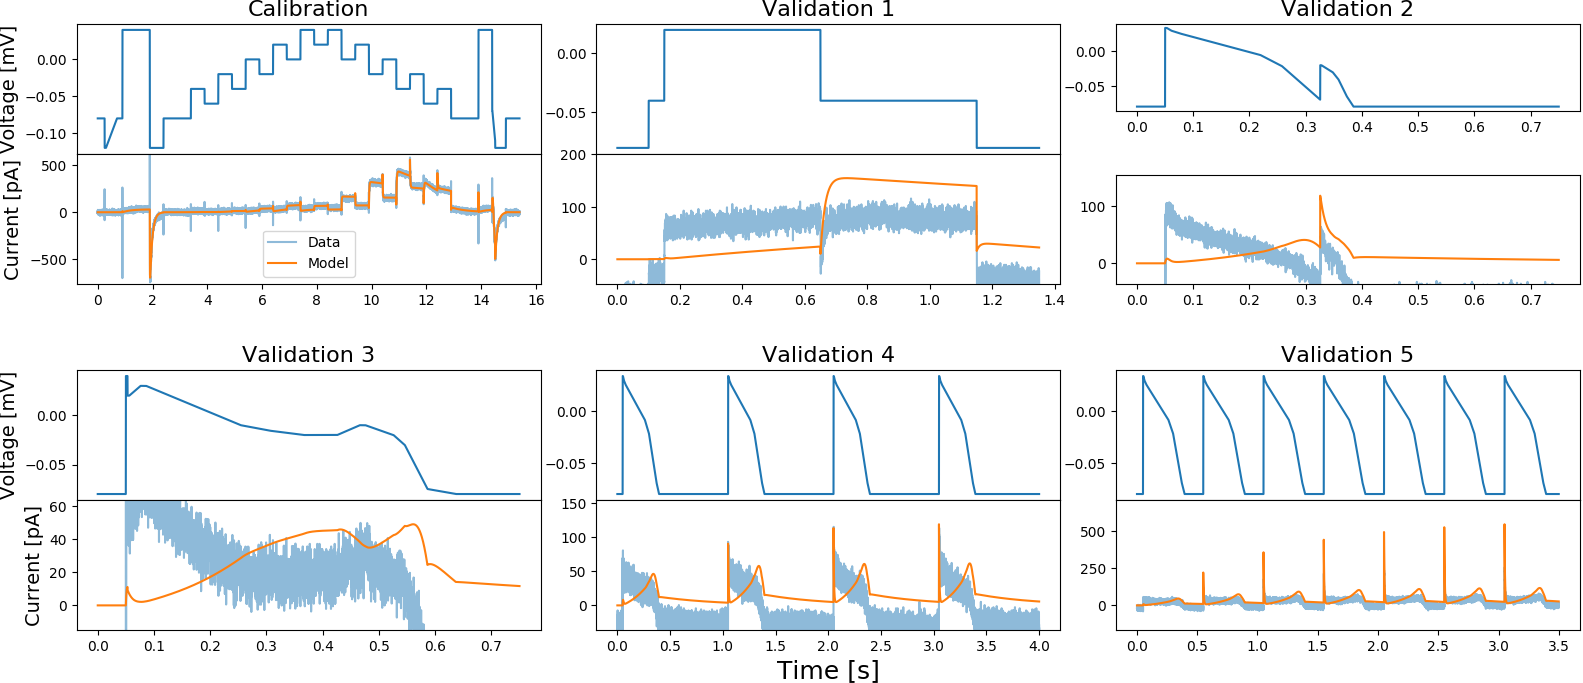 Calibration
Validation 1
Validation 2
Voltage [mV]
0.00
−0.05
−0.10
0.00
−0.05
0.00
−0.05
0.0 0.1 0.2 0.3 0.4 0.5 0.6 0.7
Current [pA]
500
0
−500
Data
Model
0 2 4 6 8 10 12 14 16
200
100
0
0.0 0.2 0.4 0.6 0.8 1.0 1.2 1.4
100
0
0.0 0.1 0.2 0.3 0.4 0.5 0.6 0.7
Validation 3
Validation 4
Validation 5
Voltage [mV]
0.00
−0.05
0.00
−0.05
0.00
−0.05
Current [pA]
60
40
20
0
0.0 0.1 0.2 0.3 0.4 0.5 0.6 0.7
150
100
50
0
0.0 0.5 1.0 1.5 2.0 2.5 3.0 3.5 4.0
500
250
0
0.0 0.5 1.0 1.5 2.0 2.5 3.0 3.5
Time [s]